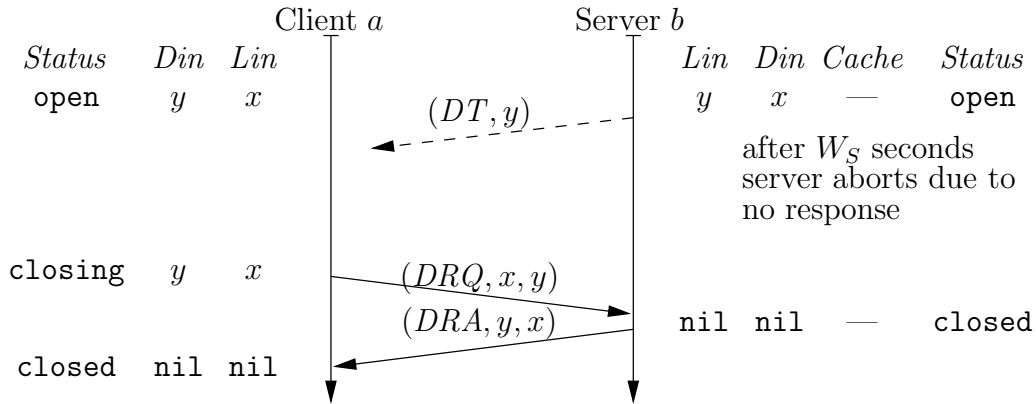 Client a Server b
Status Din Lin Lin Din Cache Status
open y x y x — open
(DT, y)
after W_S seconds
server aborts due to
no response
closing y x (DRQ, x, y)
(DRA, y, x) nil nil — closed
closed nil nil